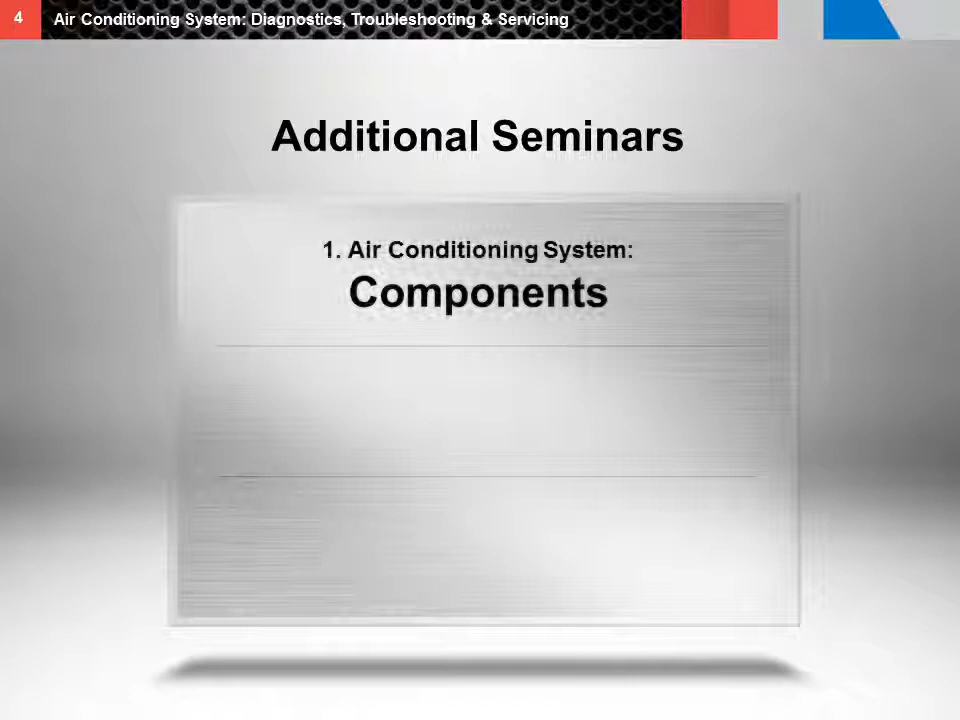 4
Air Conditioning System: Diagnostics, Troubleshooting & Servicing
Additional Seminars
1. Air Conditioning System:
Components